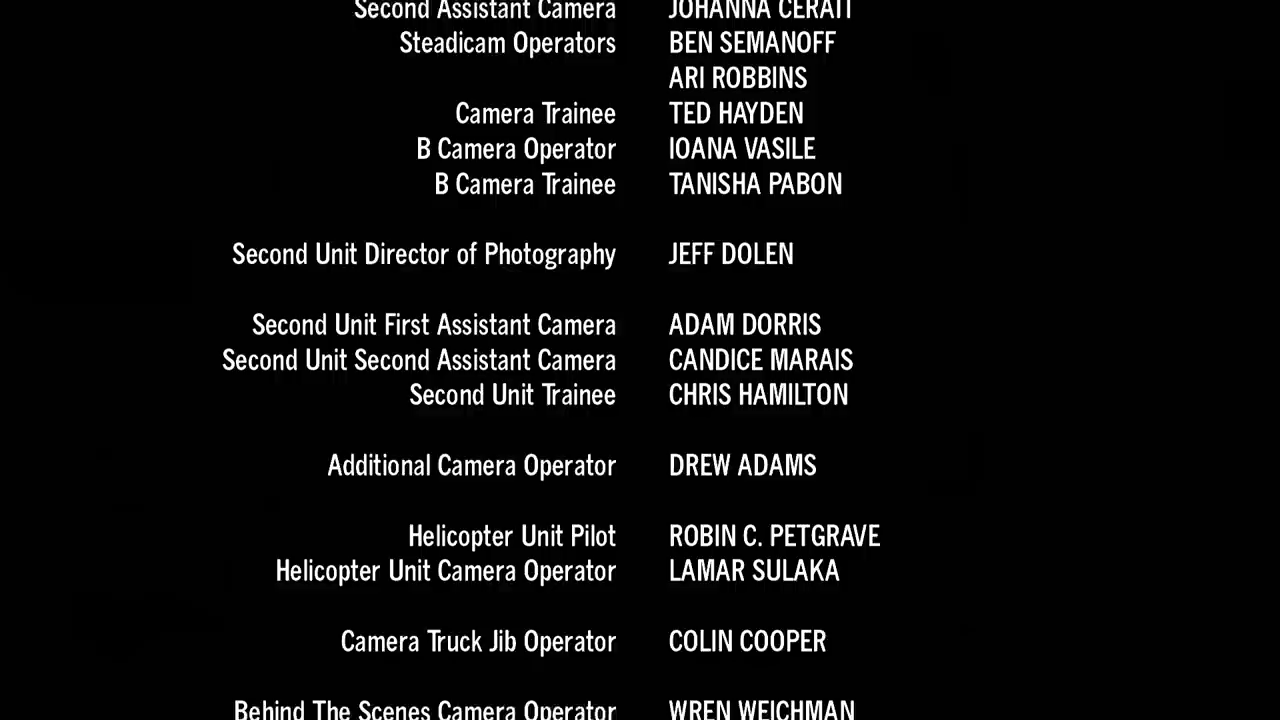 Second Assistant Camera JOHANNA CERATI
Steadicam Operators BEN SEMANOFF
ARI ROBBINS
Camera Trainee TED HAYDEN
B Camera Operator IOANA VASILE
B Camera Trainee TANISHA PABON
Second Unit Director of Photography JEFF DOLEN
Second Unit First Assistant Camera ADAM DORRIS
Second Unit Second Assistant Camera CANDICE MARAIS
Second Unit Trainee CHRIS HAMILTON
Additional Camera Operator DREW ADAMS
Helicopter Unit Pilot ROBIN C. PETGRAVE
Helicopter Unit Camera Operator LAMAR SULAKA
Camera Truck Jib Operator COLIN COOPER
Behind The Scenes Camera Operator WREN WEICHMAN